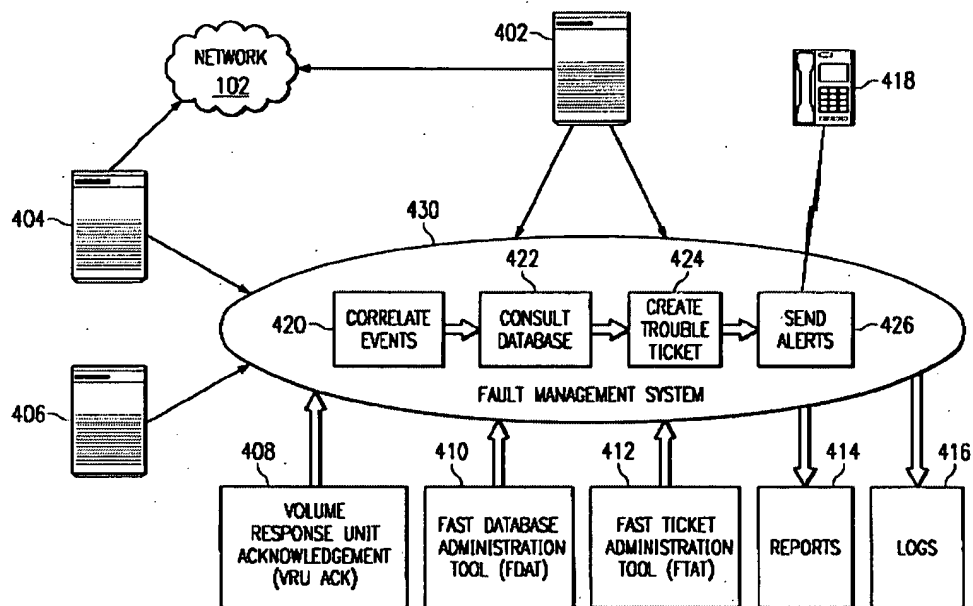 402
NETWORK
102
418
404
430
422
424
420
CORRELATE
EVENTS
CONSULT
DATABASE
CREATE
TROUBLE
TICKET
SEND
ALERTS
426
FAULT MANAGEMENT SYSTEM
406
408
410
412
414
416
VOLUME
RESPONSE UNIT
ACKNOWLEDGEMENT
(VRU ACK)
FAST DATABASE
ADMINISTRATION
TOOL (FDAT)
FAST TICKET
ADMINISTRATION
TOOL (FTAT)
REPORTS
LOGS